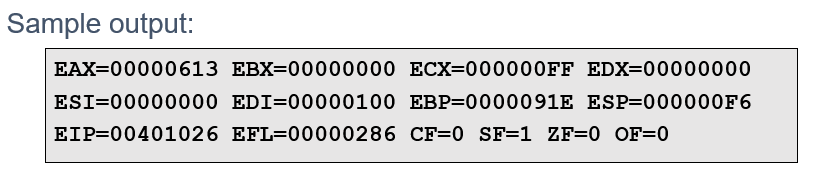 Sample output:
EAX=00000613 EBX=00000000 ECX=000000FF EDX=00000000
ESI=00000000 EDI=00000100 EBP=0000091E ESP=000000F6
EIP=00401026 EFL=00000286 CF=0 SF=1 ZF=0 OF=0